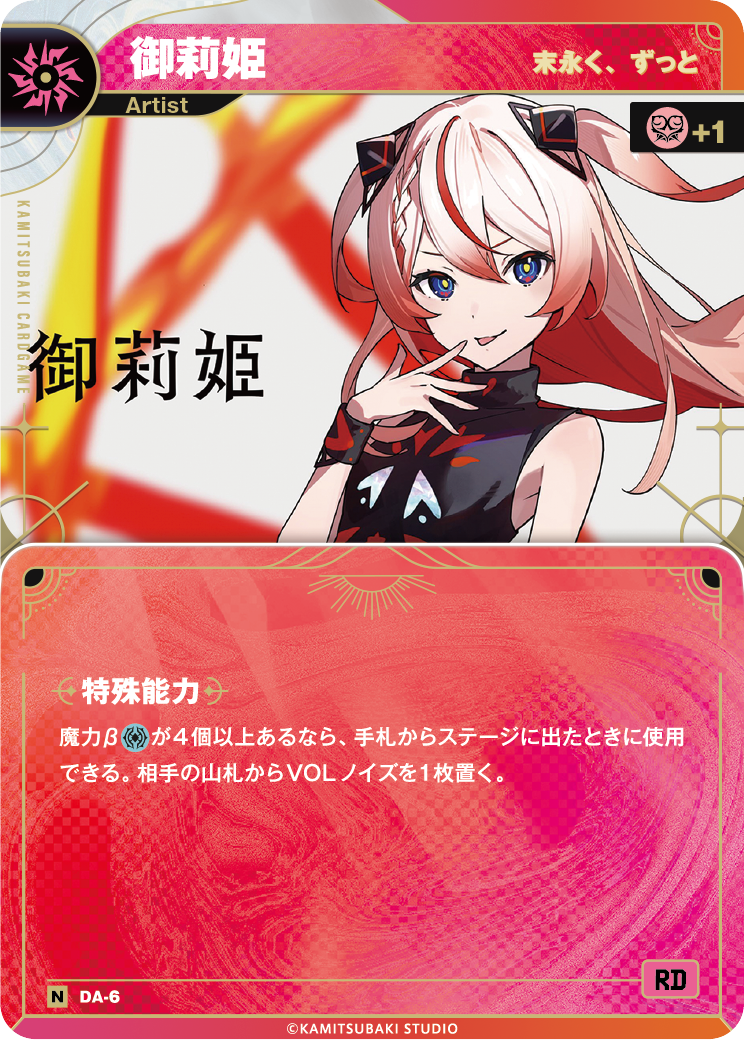 御莉姫
末永く、ずっと
Artist
+1
KAMITSUBAKI CARD GAME
御莉姫
特殊能力
魔力βが4個以上あるなら、手札からステージに出たときに使用
できる。相手の山札からVOLノイズを1枚置く。
RD
N DA-6
©KAMITSUBAKI STUDIO